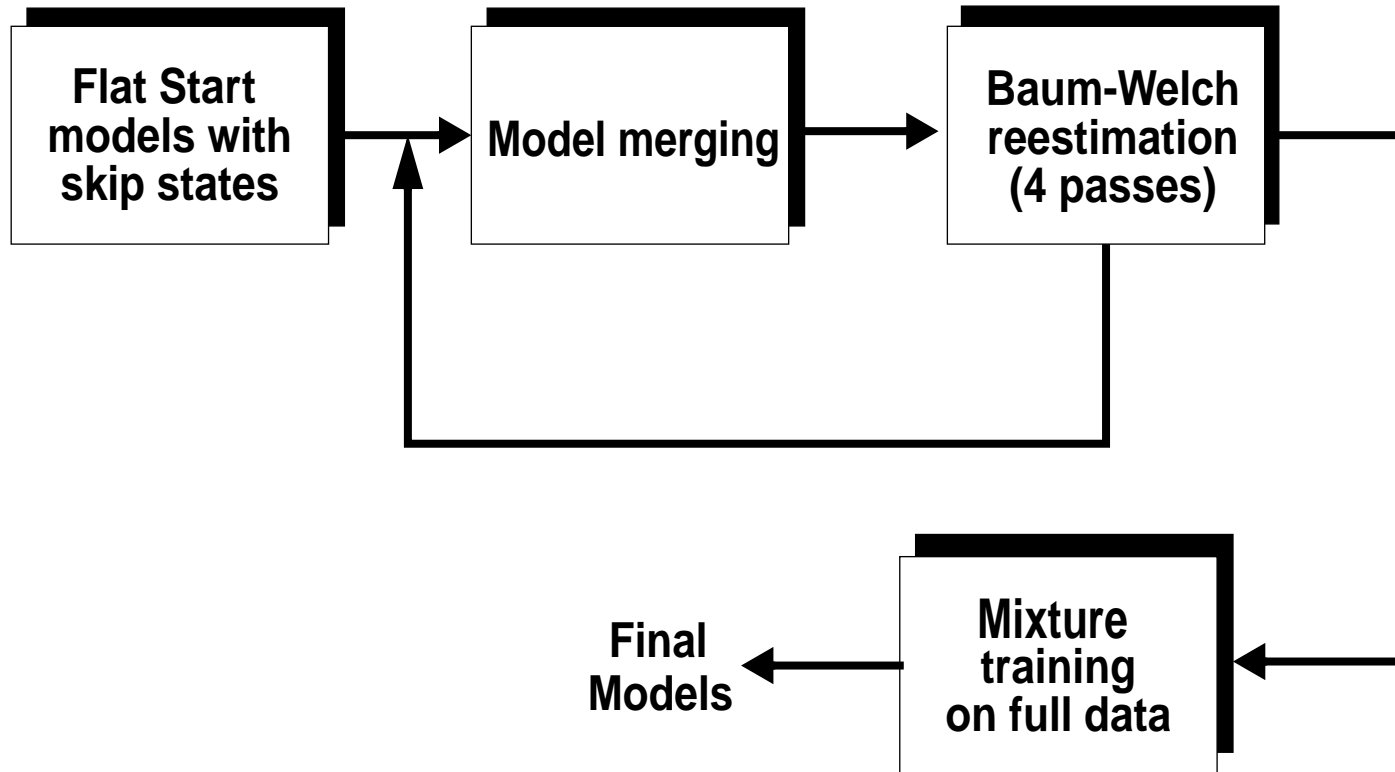 Flat Start
models with
skip states
Model merging
Baum-Welch
reestimation
(4 passes)
Mixture
training
on full data
Final
Models